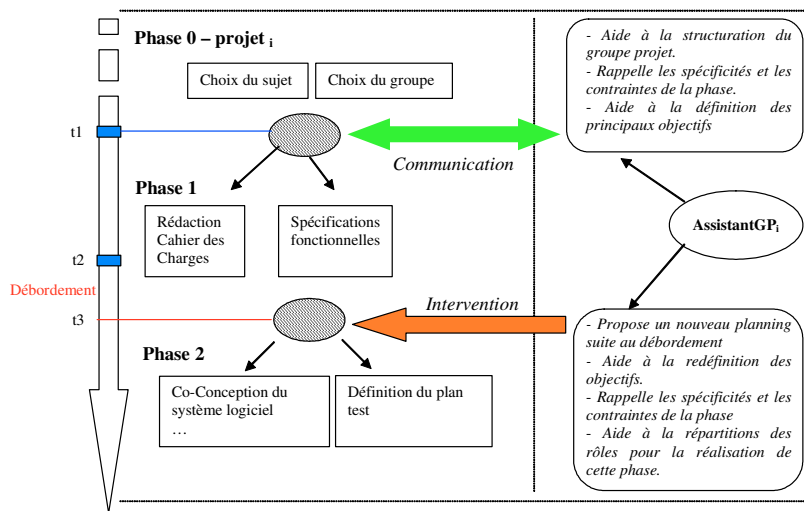 Phase 0 – projet i
Choix du sujet
Choix du groupe
t1
Communication
- Aide à la structuration du
groupe projet.
- Rappelle les spécificités et les
contraintes de la phase.
- Aide à la définition des
principaux objectifs
Phase 1
Rédaction
Cahier des
Charges
Spécifications
fonctionnelles
AssistantGPi
t2
Débordement
t3
Intervention
Phase 2
Co-Conception du
système logiciel
…
Définition du plan
test
- Propose un nouveau planning
suite au débordement
- Aide à la redéfinition des
objectifs.
- Rappelle les spécificités et les
contraintes de la phase
- Aide à la répartitions des
rôles pour la réalisation de
cette phase.